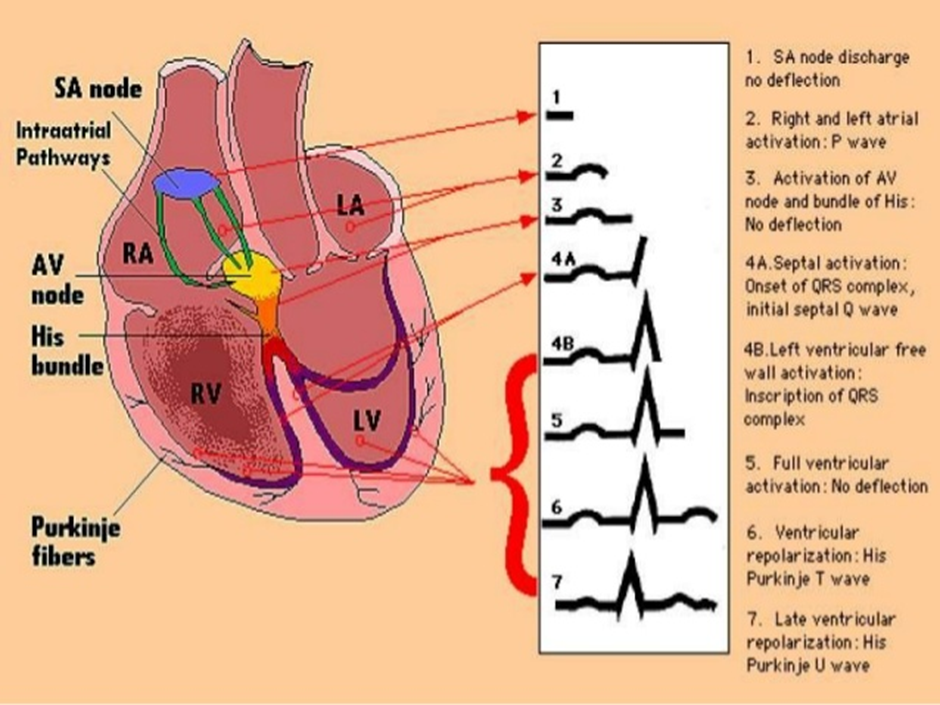 SA node
Intraatrial
Pathways
RA
LA
AV
node
His
bundle
RV
LV
Purkinje
fibers
1
2
3
4A
4B
5
6
7
1. SA node discharge
no deflection
2. Right and left atrial
activation: P wave
3. Activation of AV
node and bundle of His:
No deflection
4A.Septal activation:
Onset of QRS complex,
initial septal Q wave
4B.Left ventricular free
wall activation:
Inscription of QRS
complex
5. Full ventricular
activation: No deflection
6. Ventricular
repolarization: His
Purkinje T wave
7. Late ventricular
repolarization: His
Purkinje U wave